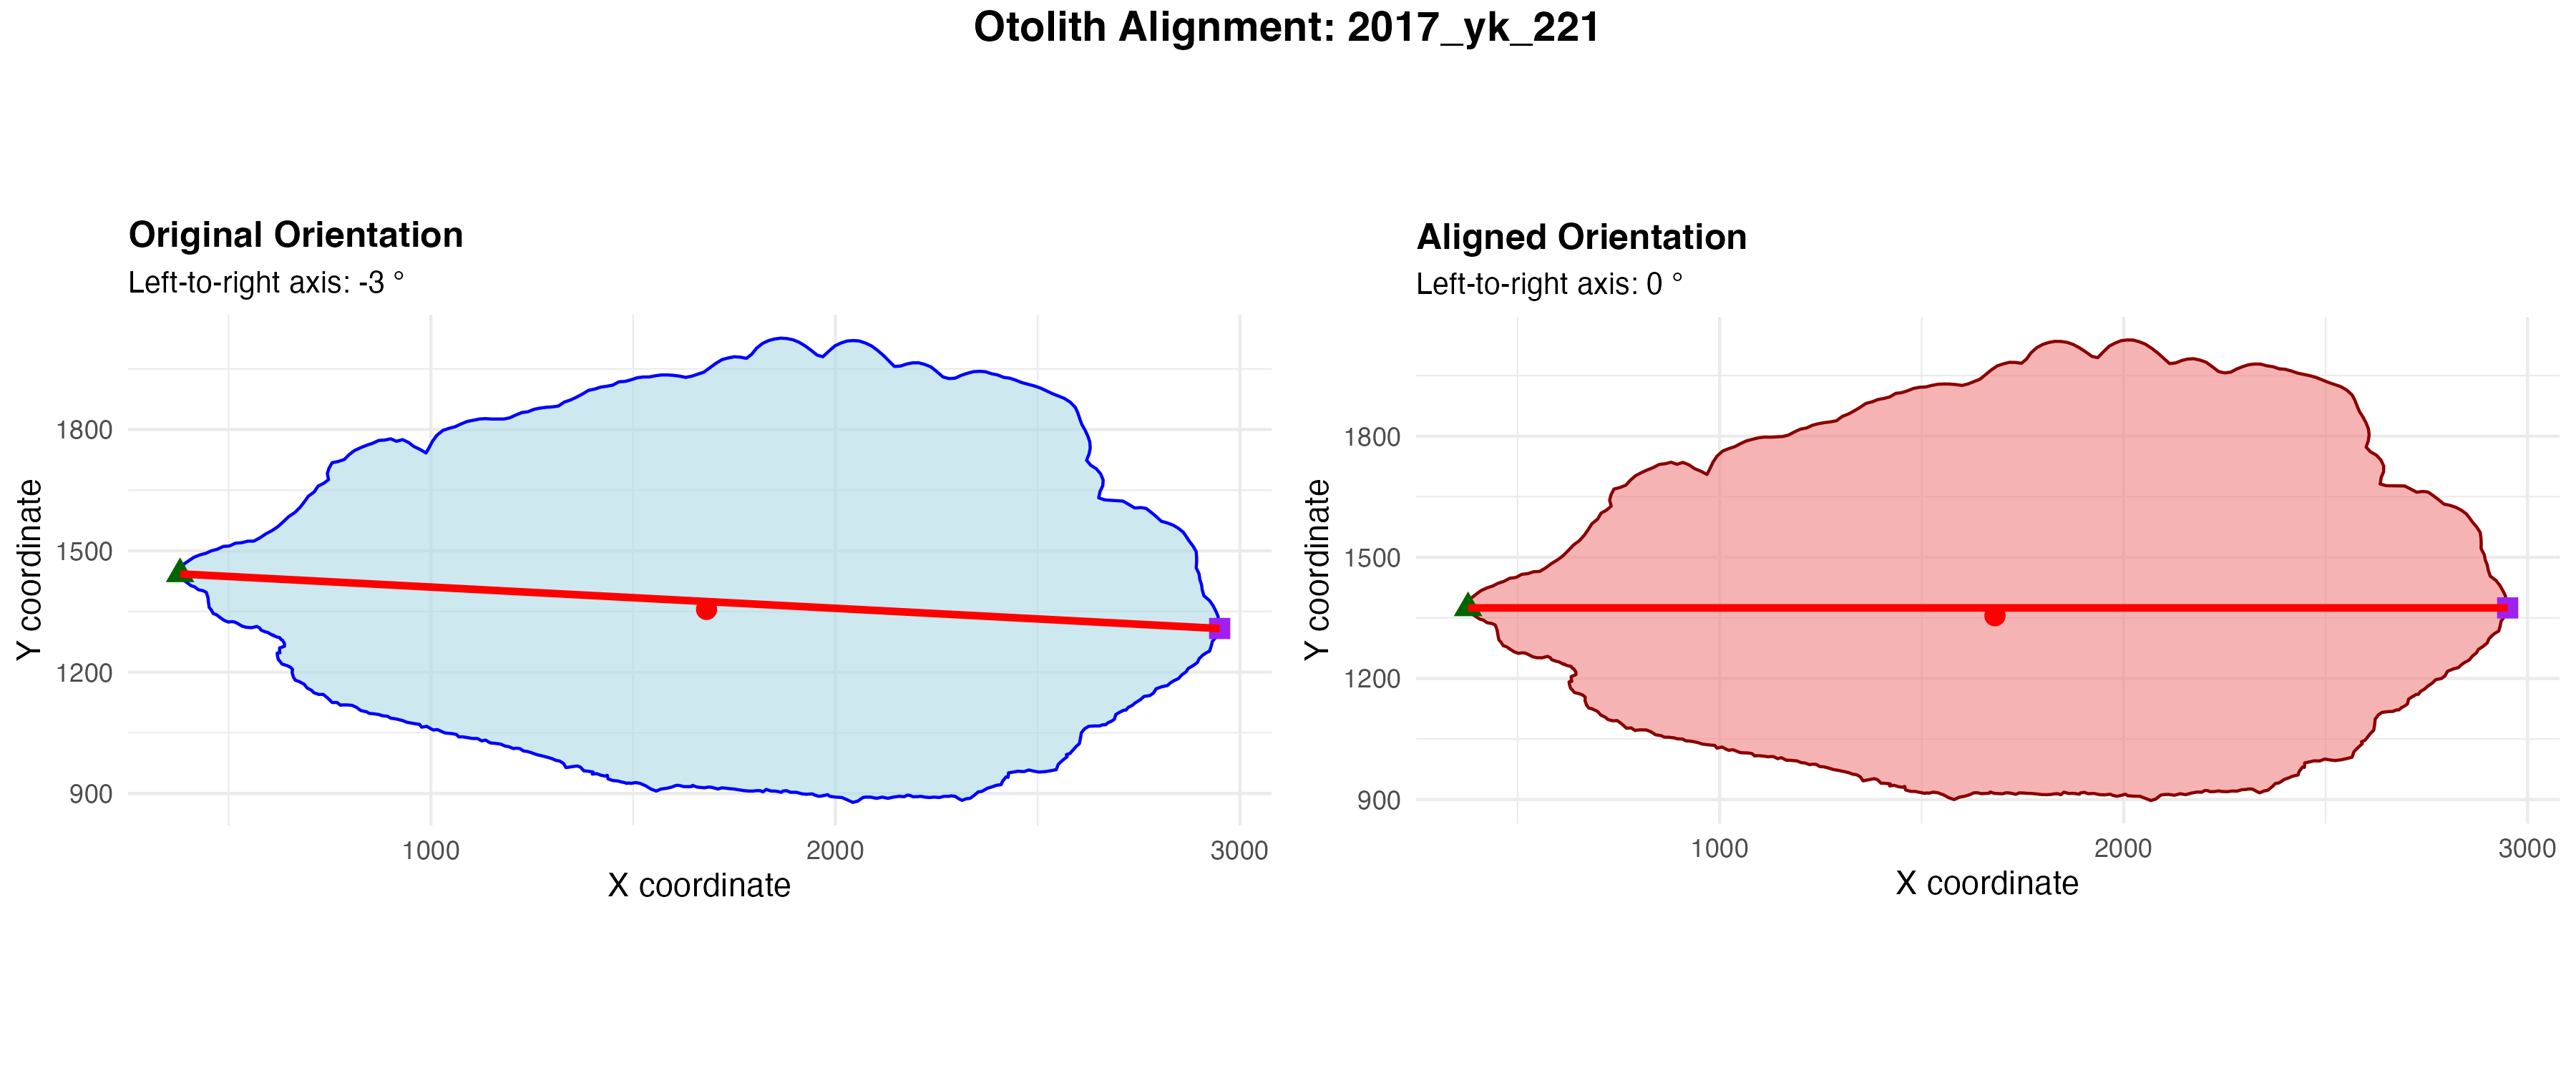 Otolith Alignment: 2017_yk_221
Original Orientation
Left-to-right axis: -3 °
1800
1500
1200
900
Y coordinate
1000 2000 3000
X coordinate
Aligned Orientation
Left-to-right axis: 0 °
1800
1500
1200
900
Y coordinate
1000 2000 3000
X coordinate